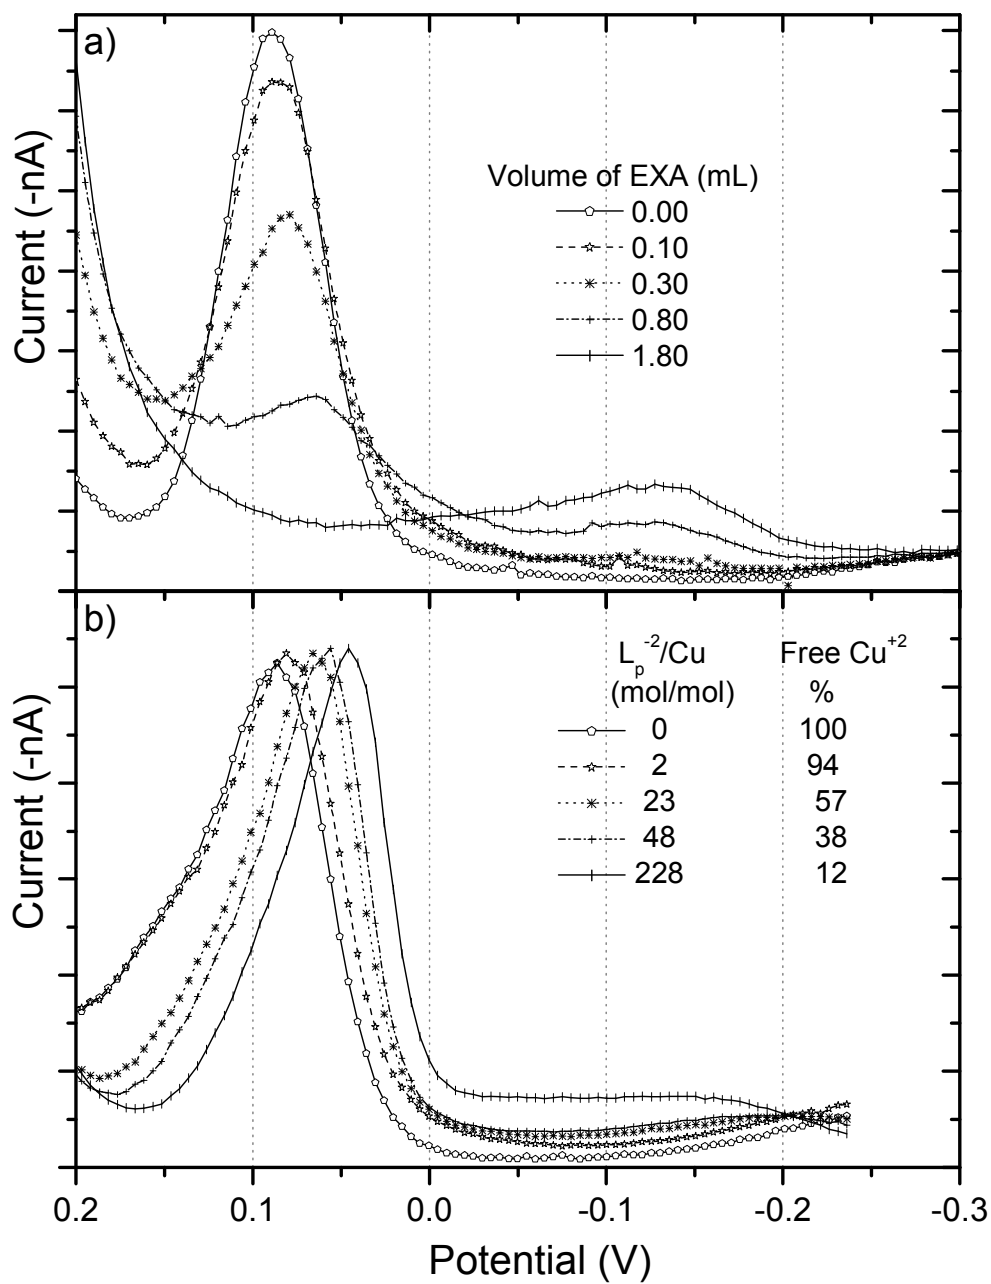 a)
Current (-nA)
Volume of EXA (mL)
0.00
0.10
0.30
0.80
1.80
b)
Current (-nA)
Lp-2/Cu Free Cu+2
(mol/mol) %
0 100
2 94
23 57
48 38
228 12
0.2 0.1 0.0 -0.1 -0.2 -0.3
Potential (V)